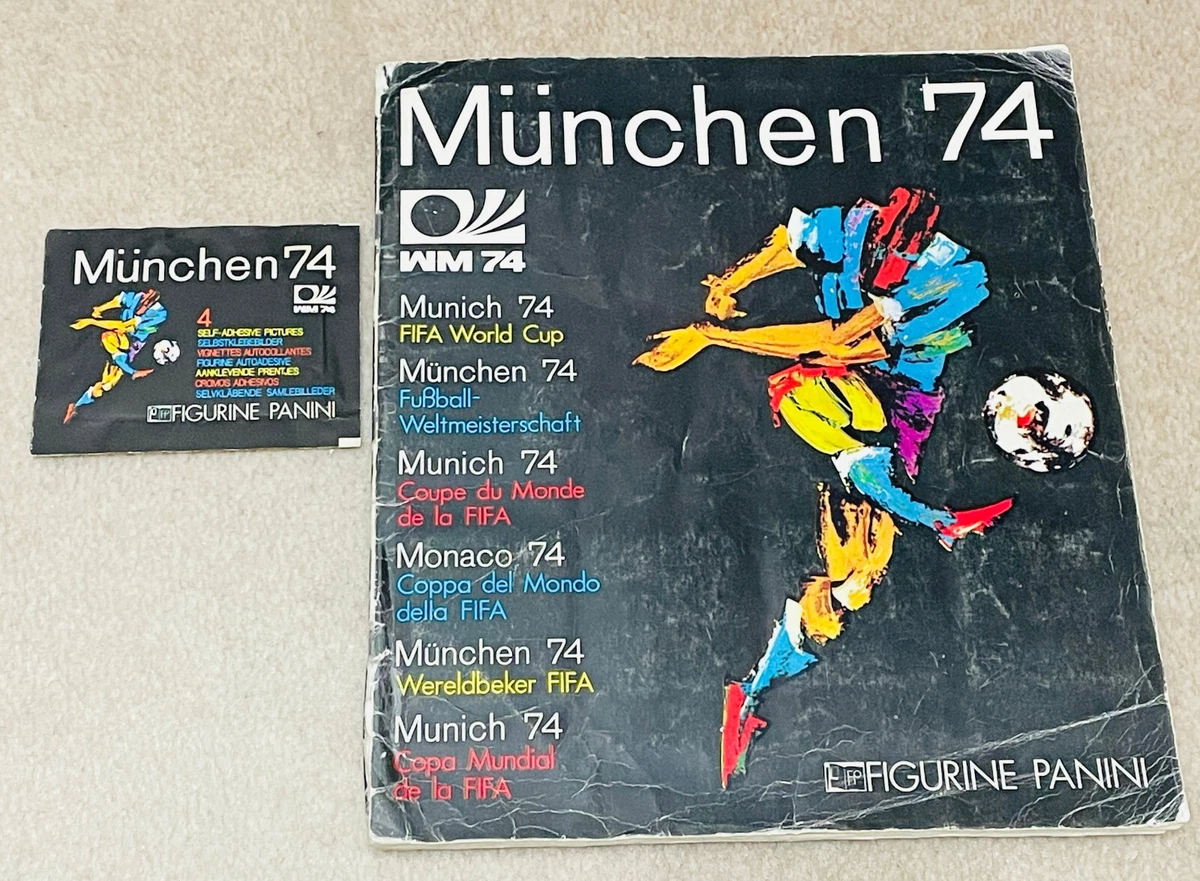 München 74
WM 74
4
SELF-ADHESIVE PICTURES
SELBSTKLEBEBILDER
VIGNETTES AUTOCOLLANTES
FIGURINE AUTOADESIVE
AANKLEVENDE PRENTJES
CROMOS ADHESIVOS
SELVKLÄBENDE SAMLEBILLEDER
FIGURINE PANINI
München 74
WM 74
Munich 74
FIFA World Cup
München 74
Fußball-
Weltmeisterschaft
Munich 74
Coupe du Monde
de la FIFA
Monaco 74
Coppa del Mondo
della FIFA
München 74
Wereldbeker FIFA
Munich 74
Copa Mundial
de la FIFA
FIGURINE PANINI